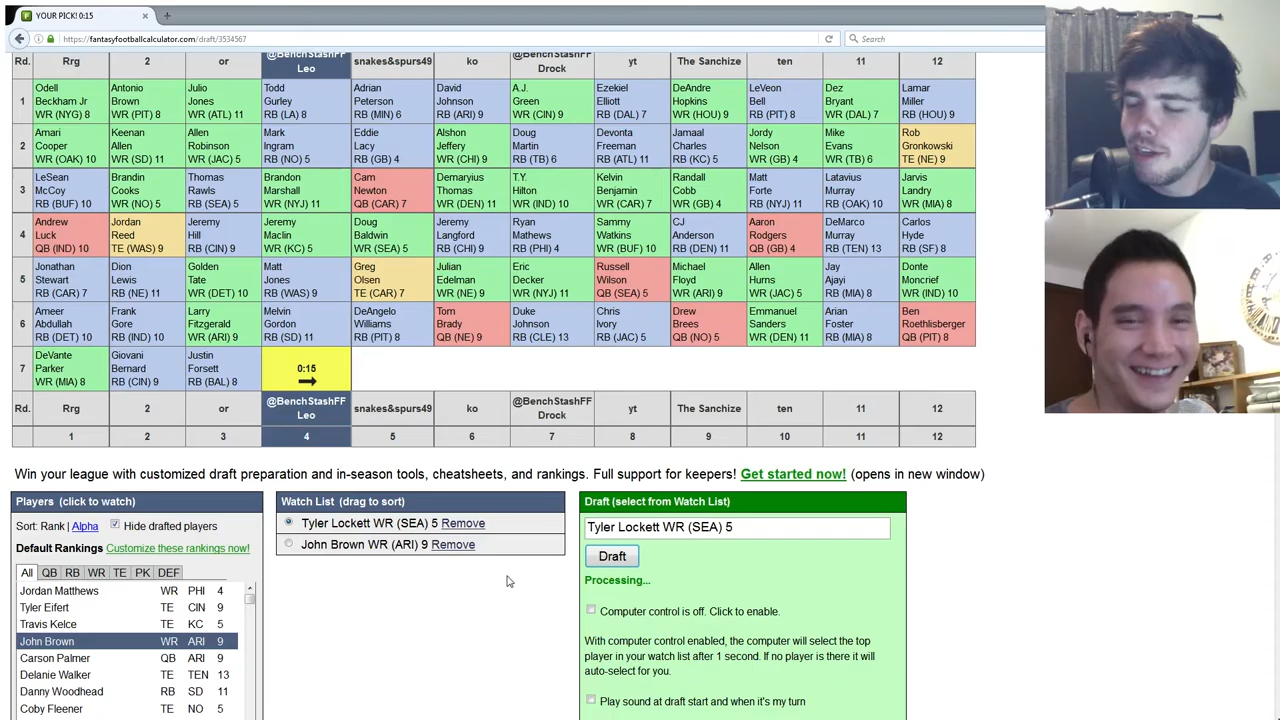 YOUR PICK! 0:15
https://fantasyfootballcalculator.com/draft/3534567
Search
Rd. Rrg 2 or @BenchStashFF Leo snakes&spurs49 ko @BenchStashFF Drock yt The Sanchize ten 11 12
1
Odell Beckham Jr WR (NYG) 8
Antonio Brown WR (PIT) 8
Julio Jones WR (ATL) 11
Todd Gurley RB (LA) 8
Adrian Peterson RB (MIN) 6
David Johnson RB (ARI) 9
A.J. Green WR (CIN) 9
Ezekiel Elliott RB (DAL) 7
DeAndre Hopkins WR (HOU) 9
LeVeon Bell RB (PIT) 8
Dez Bryant WR (DAL) 7
Lamar Miller RB (HOU) 9
2
Amari Cooper WR (OAK) 10
Keenan Allen WR (SD) 11
Allen Robinson WR (JAC) 5
Mark Ingram RB (NO) 5
Eddie Lacy RB (GB) 4
Alshon Jeffery WR (CHI) 9
Doug Martin RB (TB) 6
Devonta Freeman RB (ATL) 11
Jamaal Charles RB (KC) 5
Jordy Nelson WR (GB) 4
Mike Evans WR (TB) 6
Rob Gronkowski TE (NE) 9
3
LeSean McCoy RB (BUF) 10
Brandin Cooks WR (NO) 5
Thomas Rawls RB (SEA) 5
Brandon Marshall WR (NYJ) 11
Cam Newton QB (CAR) 7
Demaryius Thomas WR (DEN) 11
T.Y. Hilton WR (IND) 10
Kelvin Benjamin WR (CAR) 7
Randall Cobb WR (GB) 4
Matt Forte RB (NYJ) 11
Latavius Murray RB (OAK) 10
Jarvis Landry WR (MIA) 8
4
Andrew Luck QB (IND) 10
Jordan Reed TE (WAS) 9
Jeremy Hill RB (CIN) 9
Jeremy Maclin WR (KC) 5
Doug Baldwin WR (SEA) 5
Jeremy Langford RB (CHI) 9
Ryan Mathews RB (PHI) 4
Sammy Watkins WR (BUF) 10
CJ Anderson RB (DEN) 11
Aaron Rodgers QB (GB) 4
DeMarco Murray RB (TEN) 13
Carlos Hyde RB (SF) 8
5
Jonathan Stewart RB (CAR) 7
Dion Lewis RB (NE) 11
Golden Tate WR (DET) 10
Matt Jones RB (WAS) 9
Greg Olsen TE (CAR) 7
Julian Edelman WR (NE) 9
Eric Decker WR (NYJ) 11
Russell Wilson QB (SEA) 5
Michael Floyd WR (ARI) 9
Allen Hurns WR (JAC) 5
Jay Ajayi RB (MIA) 8
Donte Moncrief WR (IND) 10
6
Ameer Abdullah RB (DET) 10
Frank Gore RB (IND) 10
Larry Fitzgerald WR (ARI) 9
Melvin Gordon RB (SD) 11
DeAngelo Williams RB (PIT) 8
Tom Brady QB (NE) 9
Duke Johnson RB (CLE) 13
Chris Ivory RB (JAC) 5
Drew Brees QB (NO) 5
Emmanuel Sanders WR (DEN) 11
Arian Foster RB (MIA) 8
Ben Roethlisberger QB (PIT) 8
7
DeVante Parker WR (MIA) 8
Giovani Bernard RB (CIN) 9
Justin Forsett RB (BAL) 8
0:15
Rd. Rrg 2 or @BenchStashFF Leo snakes&spurs49 ko @BenchStashFF Drock yt The Sanchize ten 11 12
1 2 3 4 5 6 7 8 9 10 11 12
Win your league with customized draft preparation and in-season tools, cheatsheets, and rankings. Full support for keepers! Get started now! (opens in new window)
Players (click to watch)
Sort: Rank | Alpha Hide drafted players
Default Rankings Customize these rankings now!
All QB RB WR TE PK DEF
Jordan Matthews WR PHI 4
Tyler Eifert TE CIN 9
Travis Kelce TE KC 5
John Brown WR ARI 9
Carson Palmer QB ARI 9
Delanie Walker TE TEN 13
Danny Woodhead RB SD 11
Coby Fleener TE NO 5
Watch List (drag to sort)
Tyler Lockett WR (SEA) 5 Remove
John Brown WR (ARI) 9 Remove
Draft (select from Watch List)
Tyler Lockett WR (SEA) 5
Draft
Processing...
Computer control is off. Click to enable.
With computer control enabled, the computer will select the top
player in your watch list after 1 second. If no player is there it will
auto-select for you.
Play sound at draft start and when it's my turn